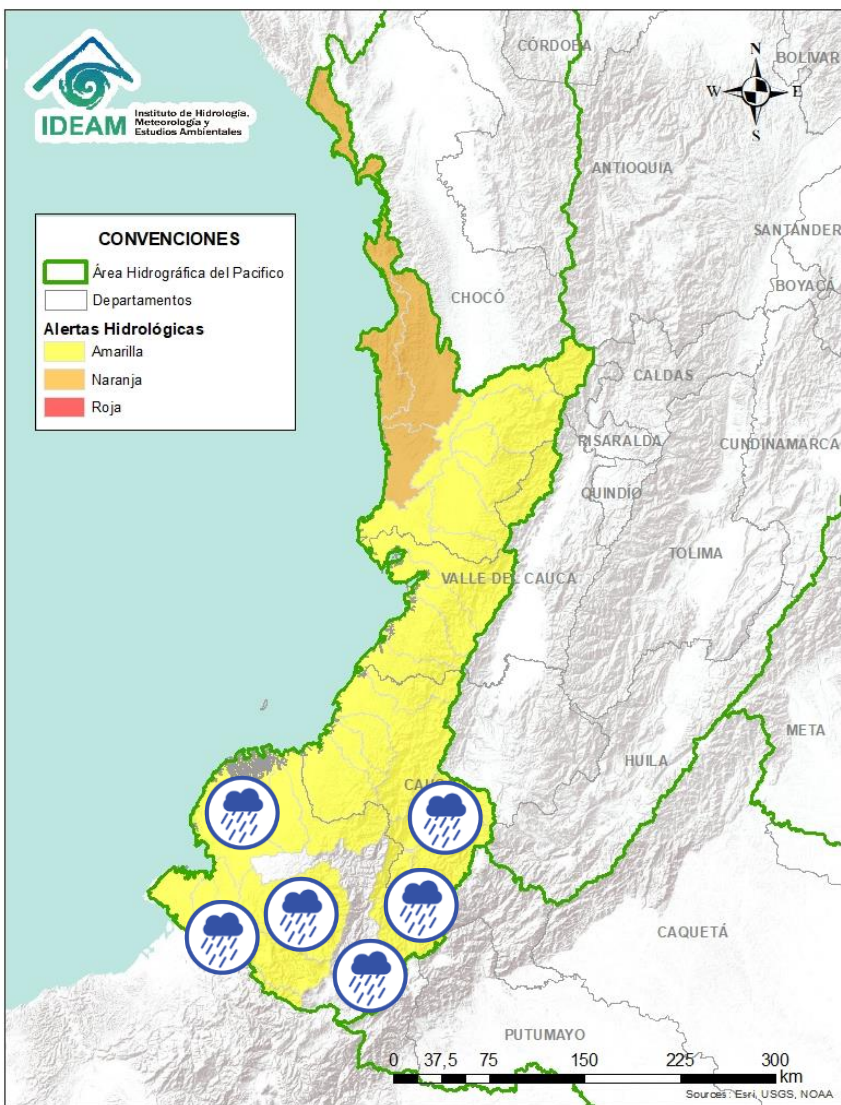 IDEAM
Instituto de Hidrología,
Meteorología y
Estudios Ambientales
CÓRDOBA
BOLIVAR
N
W
E
S
ANTIOQUIA
SANTANDER
BOYACÁ
CONVENCIONES
Área Hidrográfica del Pacifico
Departamentos
Alertas Hidrológicas
Amarilla
Naranja
Roja
CHOCÓ
CALDAS
RISARALDA
CUNDINAMARCA
QUINDÍO
TOLIMA
VALLE DEL CAUCA
META
HUILA
CAUC
CAQUETÁ
PUTUMAYO
0 37,5 75 150 225 300
km
Sources: Esri, USGS, NOAA